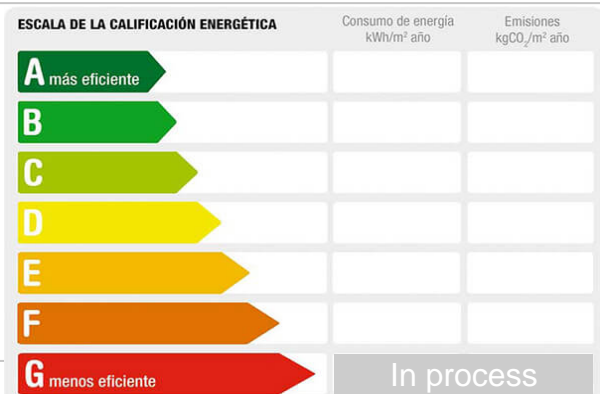 ESCALA DE LA CALIFICACIÓN ENERGÉTICA
Consumo de energía
kWh/m² año
Emisiones
kgCO₂/m² año
A más eficiente
B
C
D
E
F
G menos eficiente
In process